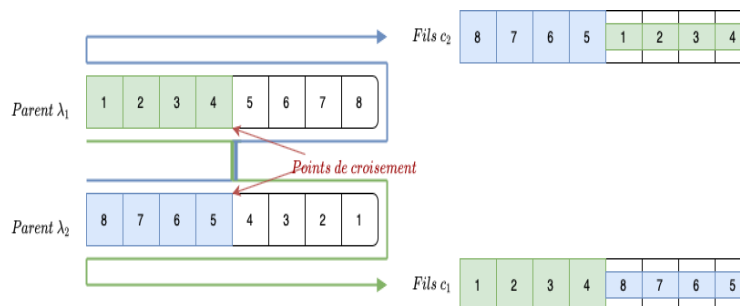 Fils c₂ 8 7 6 5 1 2 3 4
Parent λ₁ 1 2 3 4 5 6 7 8
Points de croisement
Parent λ₂ 8 7 6 5 4 3 2 1
Fils c₁ 1 2 3 4 8 7 6 5